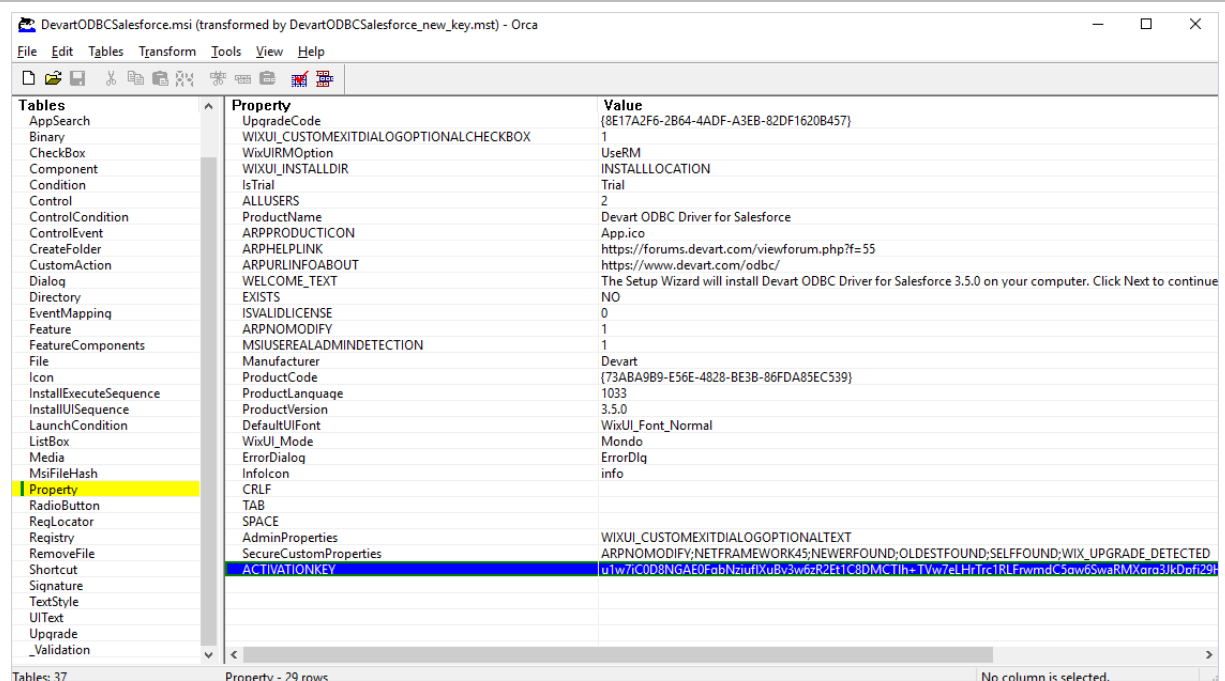 DevartODBCSalesforce.msi (transformed by DevartODBCSalesforce_new_key.mst) - Orca
File Edit Tables Transform Tools View Help
Tables
AppSearch
Binary
CheckBox
Component
Condition
Control
ControlCondition
ControlEvent
CreateFolder
CustomAction
Dialog
Directory
EventMapping
Feature
FeatureComponents
File
Icon
InstallExecuteSequence
InstallUISequence
LaunchCondition
ListBox
Media
MsiFileHash
Property
RadioButton
RegLocator
Registry
RemoveFile
Shortcut
Signature
TextStyle
UIText
Upgrade
_Validation
Property Value
UpgradeCode {8E17A2F6-2B64-4ADF-A3EB-82DF1620B457}
WIXUI_CUSTOMEXITDIALOGOPTIONALCHECKBOX 1
WixUIRMOption UseRM
WIXUI_INSTALLDIR INSTALLLOCATION
IsTrial Trial
ALLUSERS 2
ProductName Devart ODBC Driver for Salesforce
ARPPRODUCTICON App.ico
ARPHELPLINK https://forums.devart.com/viewforum.php?f=55
ARPURLINFOABOUT https://www.devart.com/odbc/
WELCOME_TEXT The Setup Wizard will install Devart ODBC Driver for Salesforce 3.5.0 on your computer. Click Next to continue
EXISTS NO
ISVALIDLICENSE 0
ARPNOMODIFY 1
MSIUSEREALADMINDETECTION 1
Manufacturer Devart
ProductCode {73ABA9B9-E56E-4828-BE3B-86FDA85EC539}
ProductLanguage 1033
ProductVersion 3.5.0
DefaultUIFont WixUI_Font_Normal
WixUI_Mode Mondo
ErrorDialog ErrorDlg
InfoIcon info
CRLF
TAB
SPACE
AdminProperties WIXUI_CUSTOMEXITDIALOGOPTIONALTEXT
SecureCustomProperties ARPNOMODIFY;NETFRAMEWORK45;NEWERFOUND;OLDESTFOUND;SELFFOUND;WIX_UPGRADE_DETECTED
ACTIVATIONKEY
Tables: 37 Property - 29 rows No column is selected.